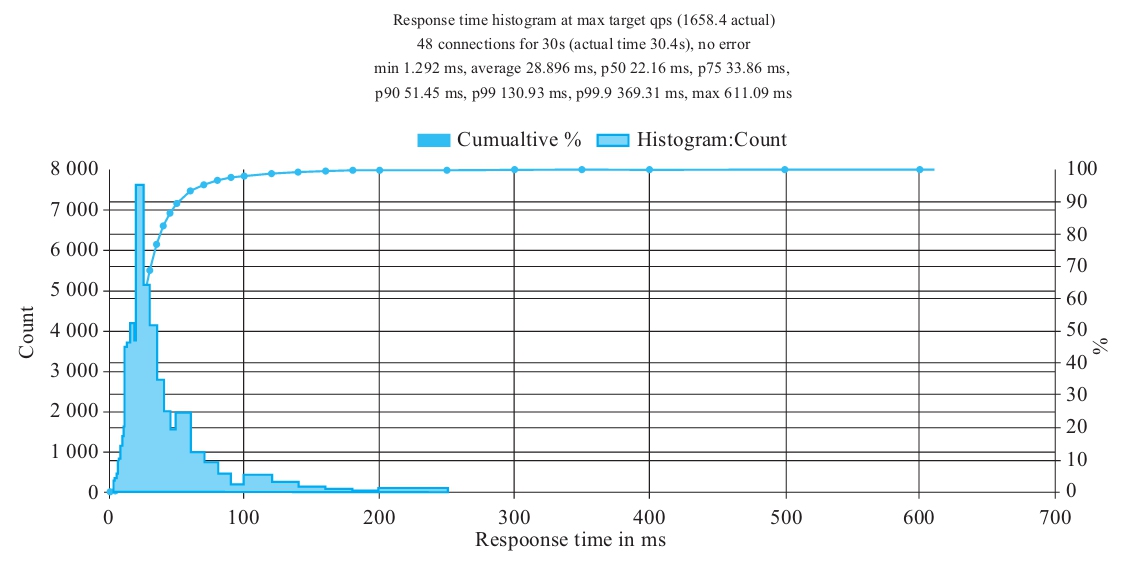 Response time histogram at max target qps (1658.4 actual)
48 connections for 30s (actual time 30.4s), no error
min 1.292 ms, average 28.896 ms, p50 22.16 ms, p75 33.86 ms,
p90 51.45 ms, p99 130.93 ms, p99.9 369.31 ms, max 611.09 ms
Cumualtive % Histogram:Count
8 000 100
7 000 90
6 000 80
5 000 70
4 000 60
3 000 50
2 000 40
1 000 30
0 20
10
0
Count
%
0 100 200 300 400 500 600 700
Respoonse time in ms